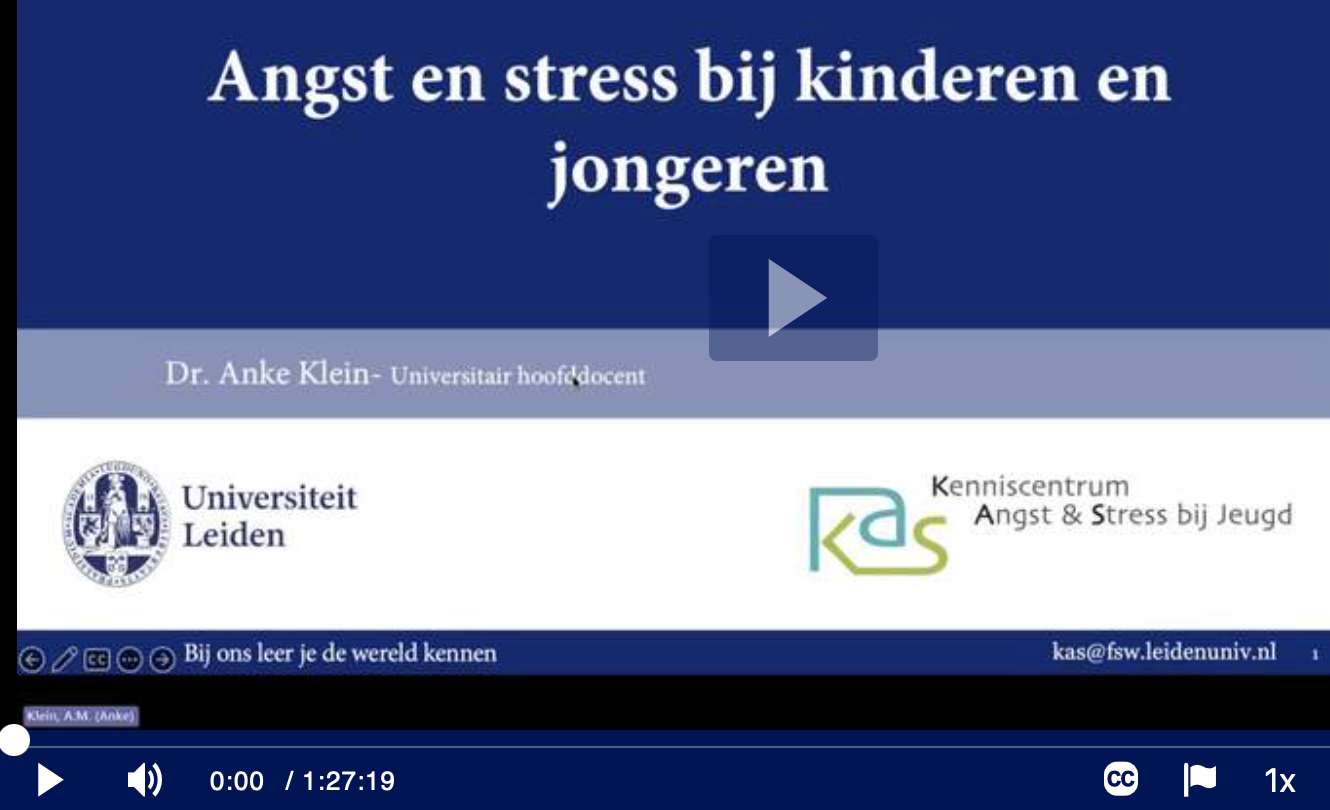 Angst en stress bij kinderen en
jongeren
Dr. Anke Klein- Universitair hoofddocent
Universiteit
Leiden
kas
Kenniscentrum
Angst & Stress bij Jeugd
CC
Bij ons leer je de wereld kennen
kas@fsw.leidenuniv.nl
1
Klein, A.M. (Anke)
0:00 / 1:27:19
CC
1x